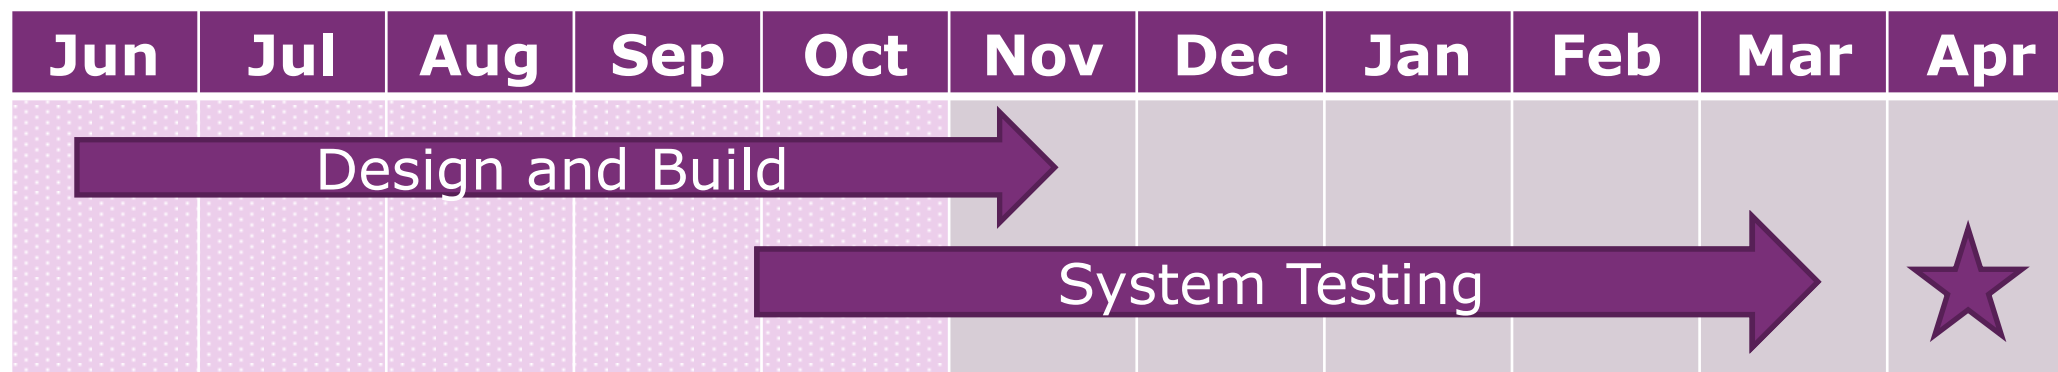 Jun Jul Aug Sep Oct Nov Dec Jan Feb Mar Apr
Design and Build
System Testing